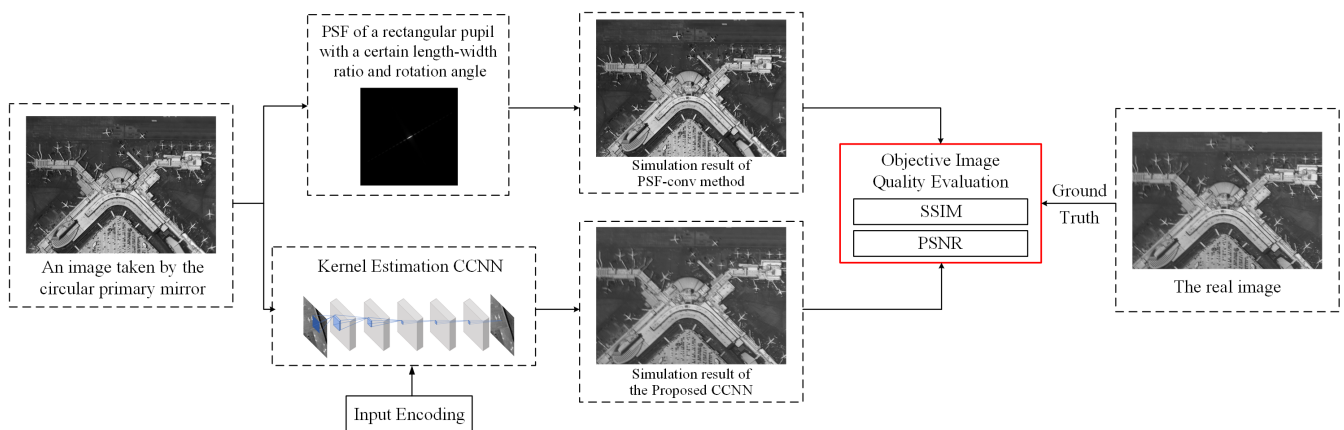 An image taken by the
circular primary mirror
PSF of a rectangular pupil
with a certain length-width
ratio and rotation angle
Kernel Estimation CCNN
Input Encoding
Simulation result of
PSF-conv method
Simulation result of
the Proposed CCNN
Objective Image
Quality Evaluation
SSIM
PSNR
Ground
Truth
The real image